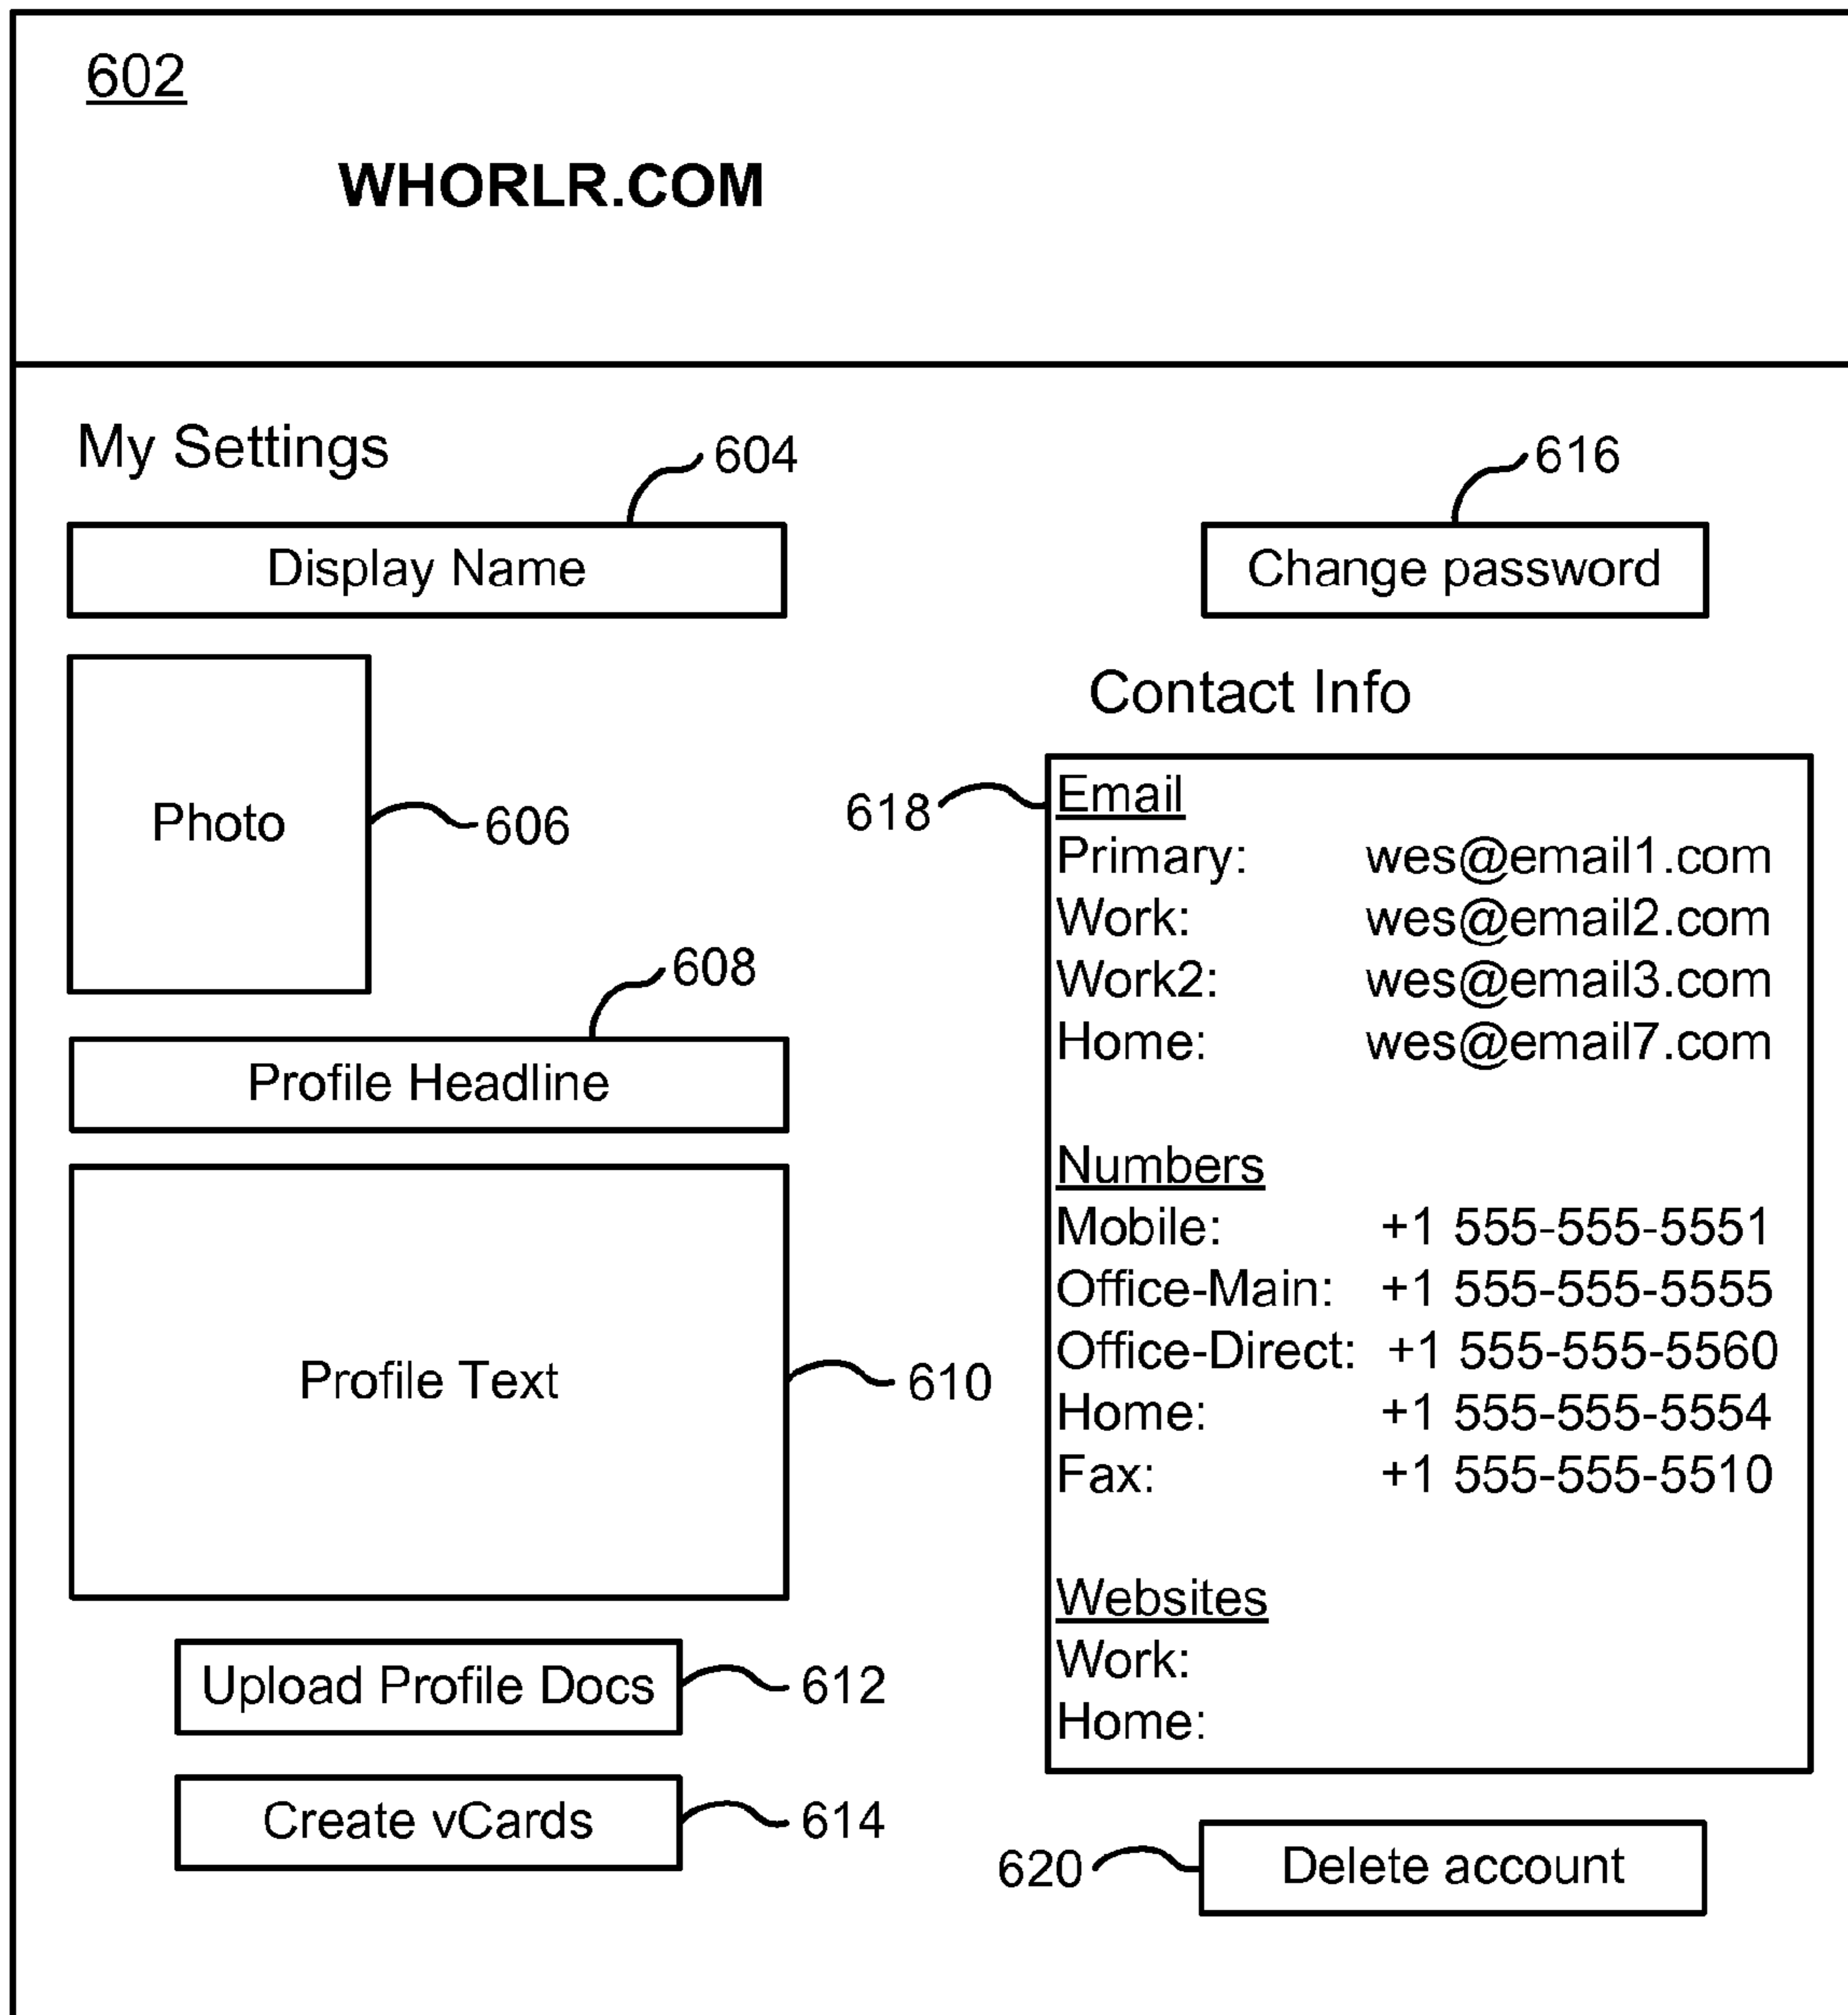 602
WHORLR.COM
My Settings
604
Display Name
Photo
606
608
Profile Headline
Profile Text
610
Upload Profile Docs
612
Create vCards
614
616
Change password
Contact Info
618
Email
Primary: wes@email1.com
Work: wes@email2.com
Work2: wes@email3.com
Home: wes@email7.com
Numbers
Mobile: +1 555-555-5551
Office-Main: +1 555-555-5555
Office-Direct: +1 555-555-5560
Home: +1 555-555-5554
Fax: +1 555-555-5510
Websites
Work:
Home:
620
Delete account